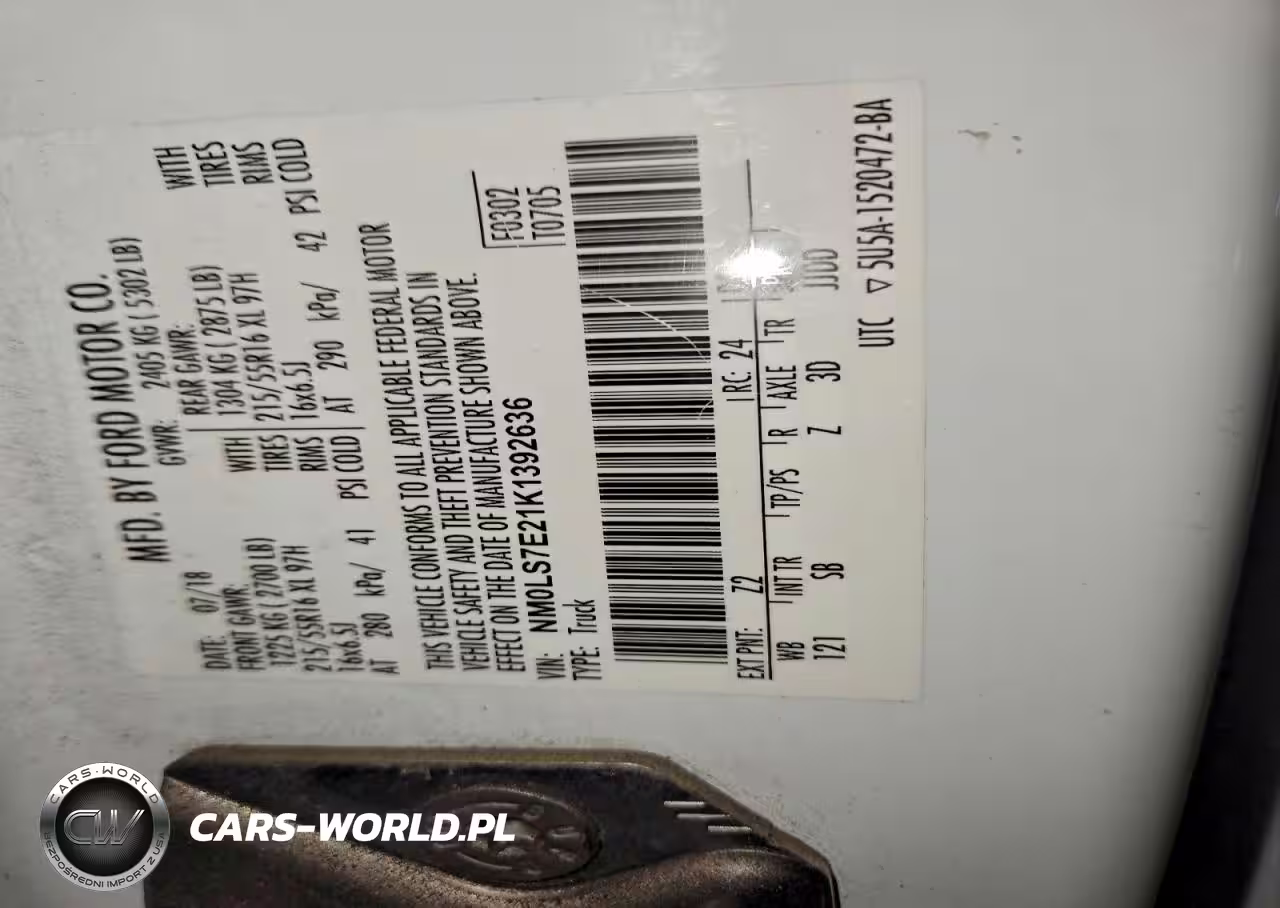 MFD. BY FORD MOTOR CO.
DATE: 07/18 GVWR: 2405 KG ( 5302 LB)
FRONT GAWR: REAR GAWR:
1225 KG ( 2700 LB) WITH 1304 KG ( 2875 LB) WITH
215/55R16 XL 97H TIRES 215/55R16 XL 97H TIRES
16x6.5J RIMS 16x6.5J RIMS
AT 280 kPa/ 41 PSI COLD AT 290 kPa/ 42 PSI COLD
THIS VEHICLE CONFORMS TO ALL APPLICABLE FEDERAL MOTOR
VEHICLE SAFETY AND THEFT PREVENTION STANDARDS IN
EFFECT ON THE DATE OF MANUFACTURE SHOWN ABOVE.
VIN: NM0LS7E21K1392636
TYPE: Truck
F0302
T0705
EXT PNT: Z2 RC: 24
WB INT TR TP/PS R AXLE TR
121 SB Z 3D
UTC ▽ 5U5A-1520472-BA
CARS-WORLD
CW
BEZPOŚREDNI IMPORT Z USA
CARS-WORLD.PL